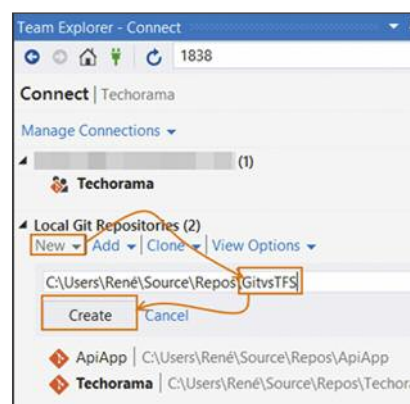 Team Explorer - Connect
1838
Connect | Techorama
Manage Connections
(1)
Techorama
Local Git Repositories (2)
New Add Clone View Options
C:\Users\René\Source\Repos\GitvsTFS
Create Cancel
ApiApp | C:\Users\René\Source\Repos\ApiApp
Techorama | C:\Users\René\Source\Repos\Techor